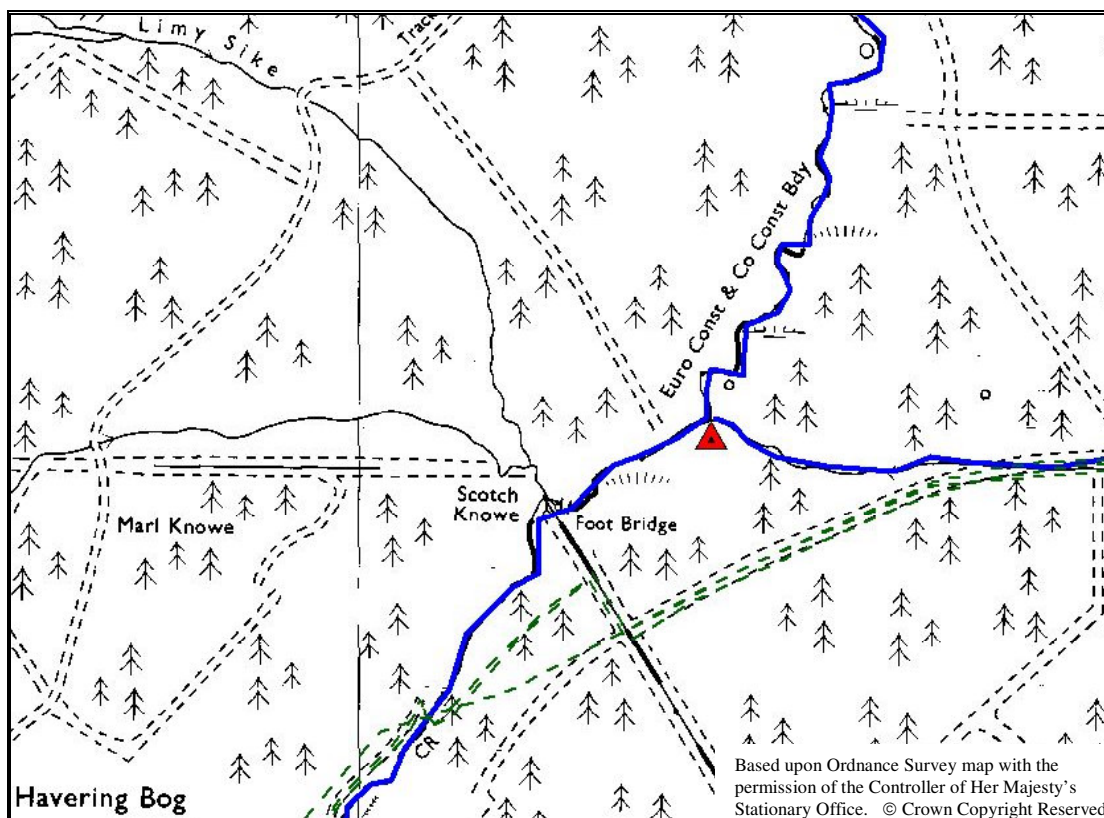 Limy Sike
Track
Euro Const & Co Const Bdy
Scotch
Knowe
Foot Bridge
Marl Knowe
CR
Havering Bog
Based upon Ordnance Survey map with the
permission of the Controller of Her Majesty's
Stationary Office. © Crown Copyright Reserved